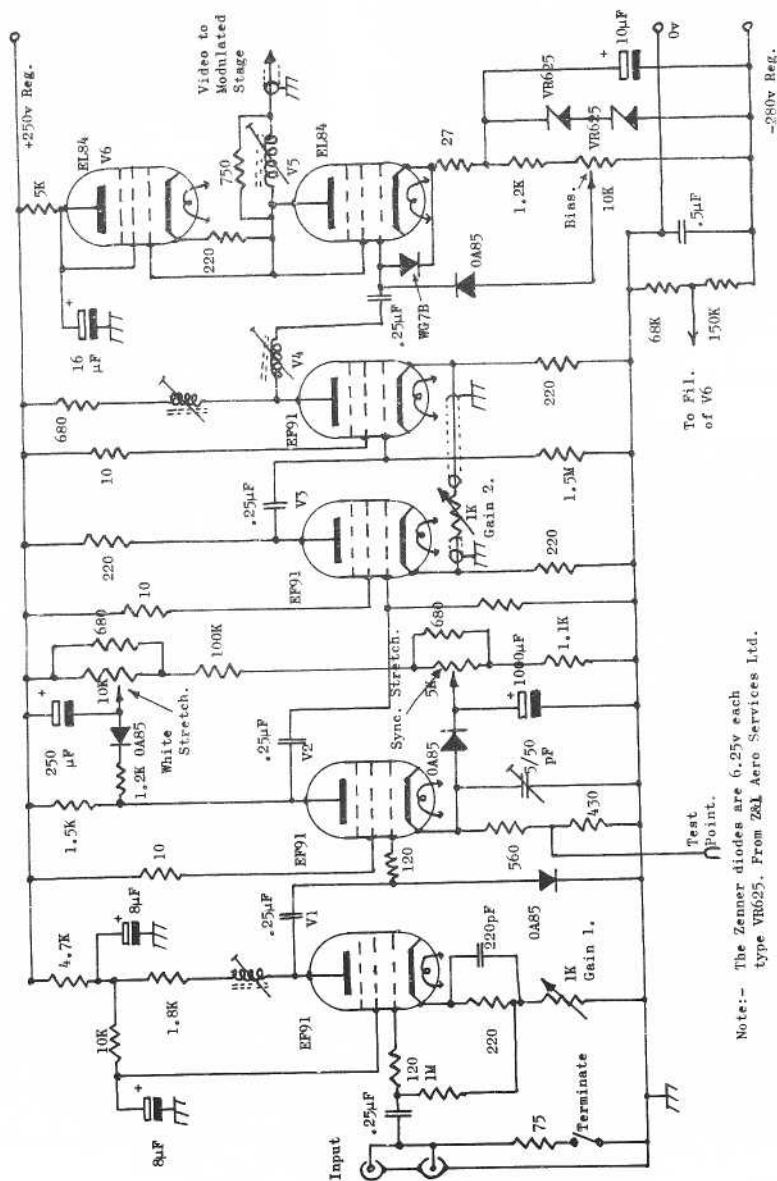 +250v Reg.
5K
EL84
V6
16
µF
220
750
Video to
Modulated
Stage
V5
EL84
.25µF
WG7B
OA85
27
1.2K
Bias.
10K
VR625
VR625
+
10µF
0v
-280v Reg.
.5µF
68K
150K
To Fil.
of V6
680
10
V4
EF91
.25µF
220
1.5M
V3
220
10
EF91
1K
Gain 2.
220
680
10K
100K
White
Stretch.
250
µF
+
1.2K OA85
1.5K
10
.25µF
V2
EF91
120
OA85
Sync. Stretch.
680
5K
1.1K
+
1000µF
5/50
pF
560
430
Test
Point.
4.7K
+
8µF
10K
1.8K
+
8µF
.25µF
V1
EF91
120
1M
.25µF
220pF
220
OA85
1K
Gain 1.
Input
75
Terminate
Note:- The Zenner diodes are 6.25v each
type VR625. From Z&I Aero Services Ltd.